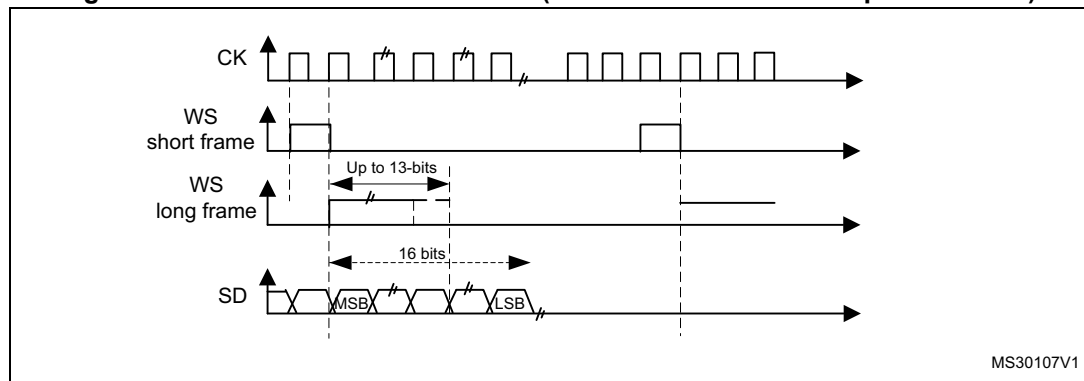 CK
WS
short frame
Up to 13-bits
WS
long frame
16 bits
SD
MSB
LSB
MS30107V1